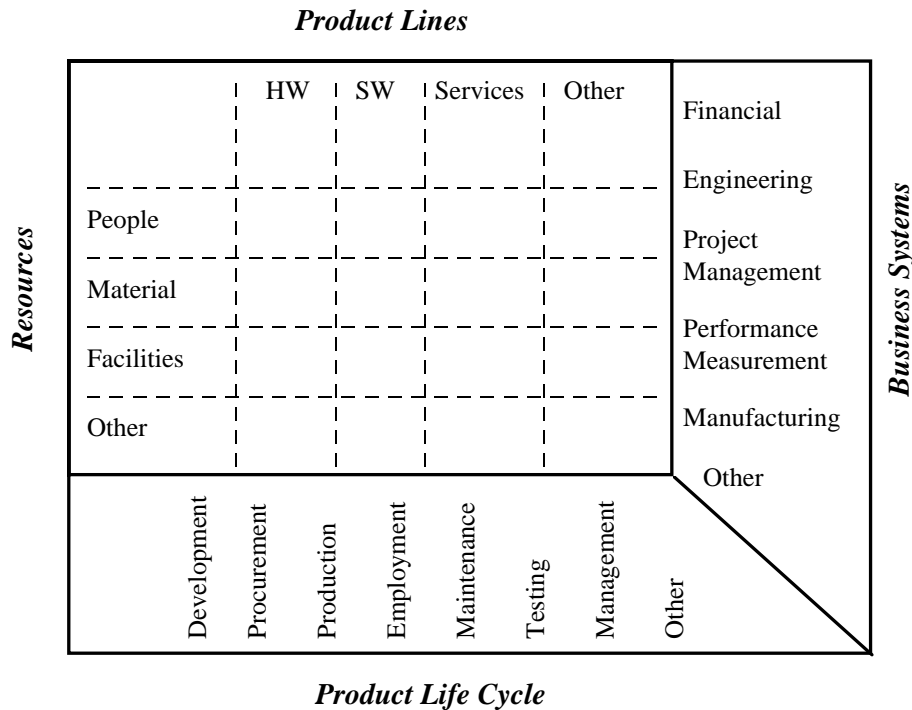 Product Lines
HW SW Services Other
Financial
Engineering
People
Project
Management
Material
Resources
Business Systems
Performance
Measurement
Facilities
Manufacturing
Other
Other
Development
Procurement
Production
Employment
Maintenance
Testing
Management
Other
Product Life Cycle